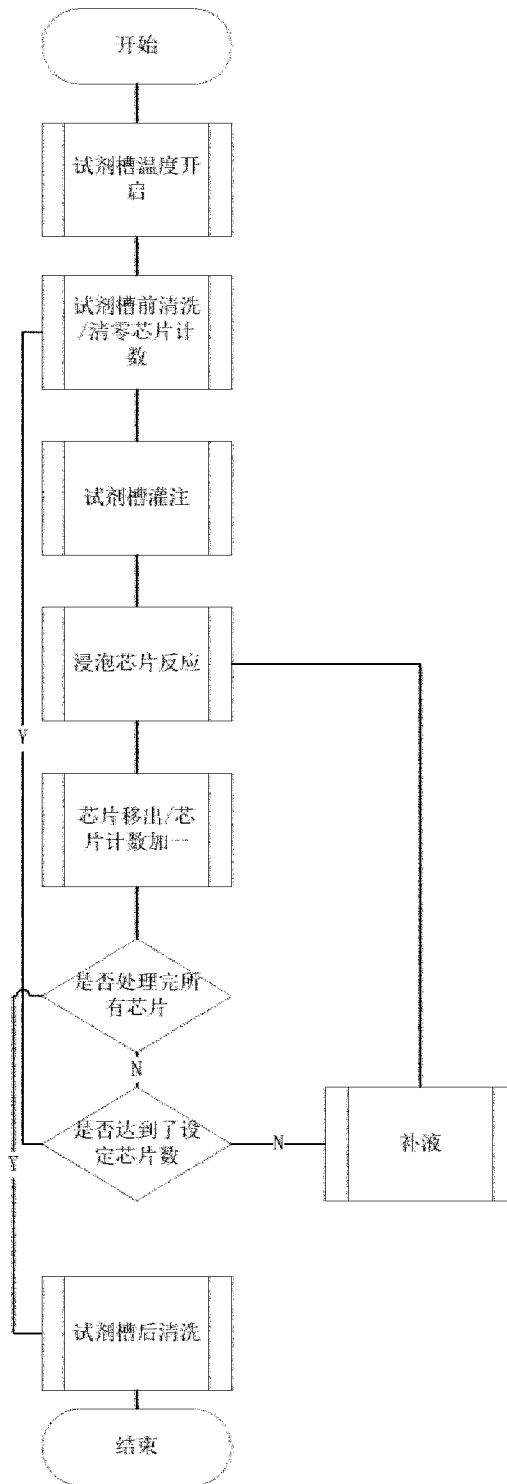 开始
试剂槽温度开
启
试剂槽前清洗
/清零芯片计
数
试剂槽灌注
浸泡芯片反应
Y
芯片移出/芯
片计数加一
是否处理完所
有芯片
N
是否达到了设
定芯片数
N
补液
Y
试剂槽后清洗
结束